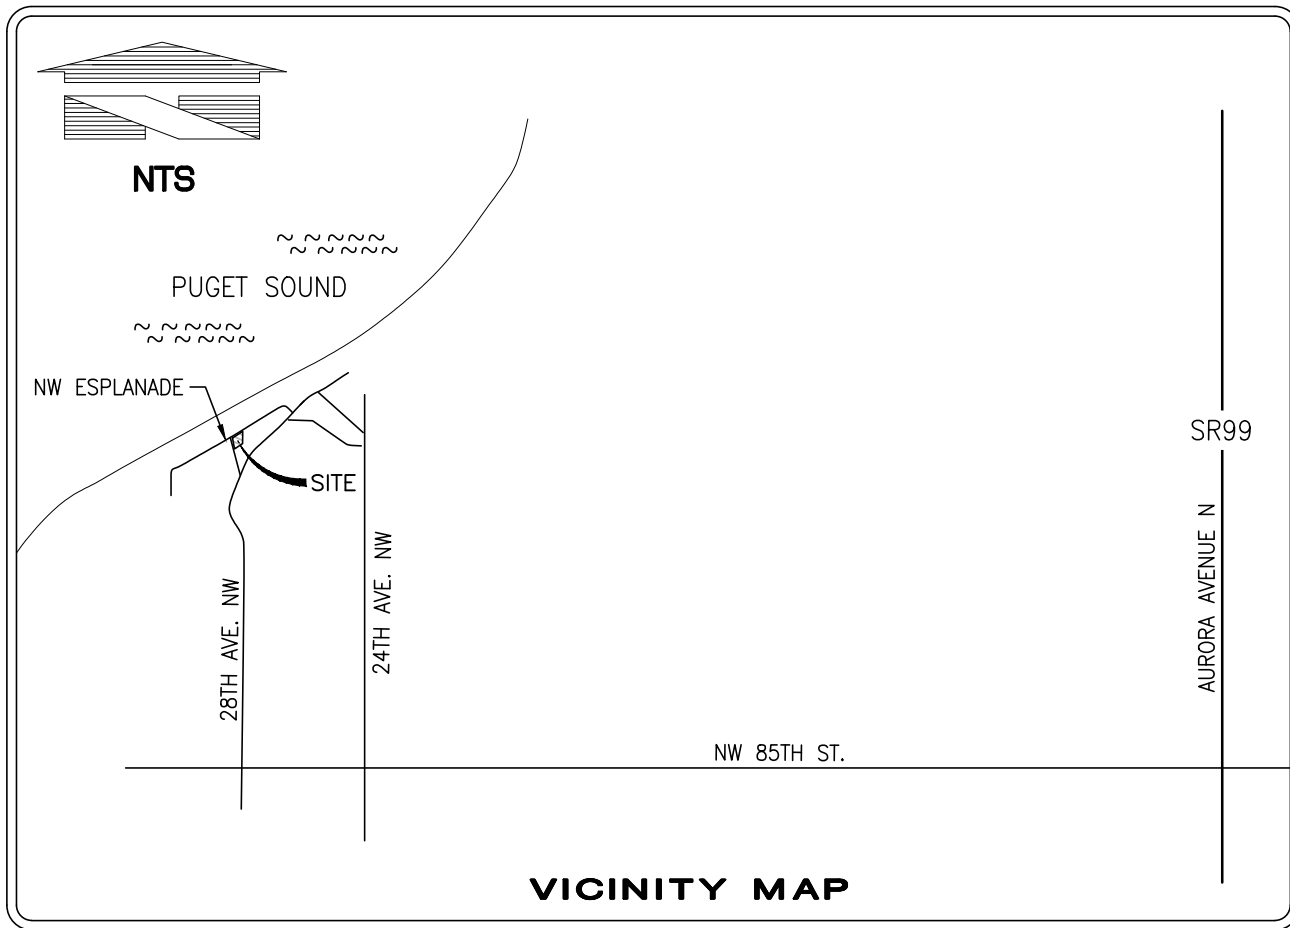 NTS
PUGET SOUND
NW ESPLANADE
SR99
SITE
28TH AVE. NW
24TH AVE. NW
AURORA AVENUE N
NW 85TH ST.
VICINITY MAP